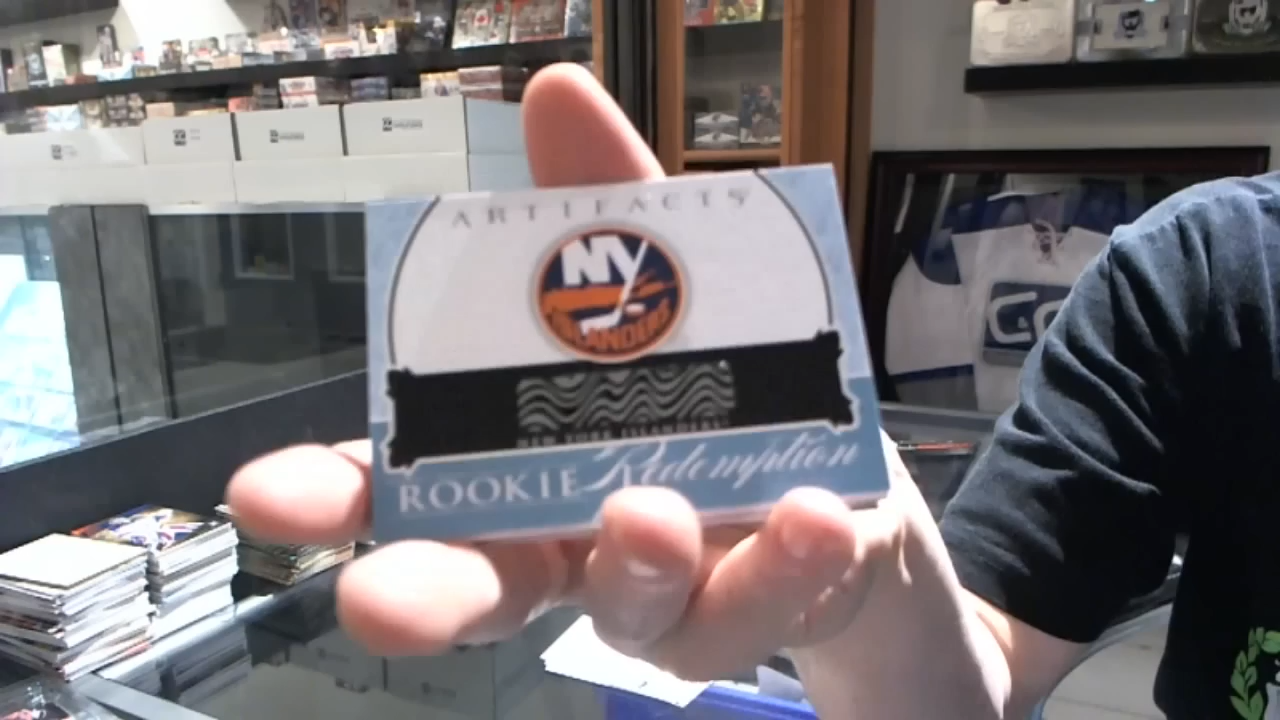 ARTIFACTS
NY
ISLANDERS
NEW YORK ISLANDERS
ROOKIE Redemption